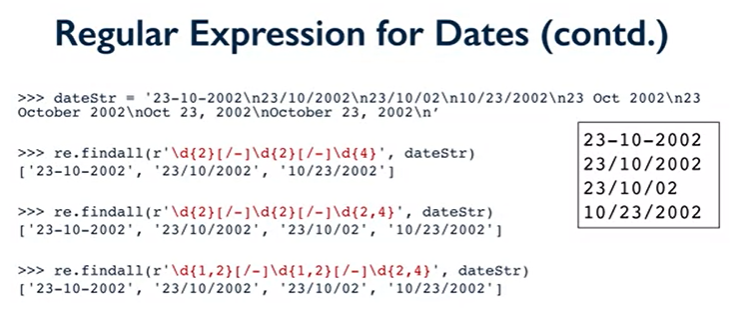 Regular Expression for Dates (contd.)
>>> dateStr = '23-10-2002\n23/10/2002\n23/10/02\n10/23/2002\n23 Oct 2002\n23
October 2002\nOct 23, 2002\nOctober 23, 2002\n’
>>> re.findall(r'\d{2}[/-]\d{2}[/-]\d{4}', dateStr)
['23-10-2002', '23/10/2002', '10/23/2002']
>>> re.findall(r'\d{2}[/-]\d{2}[/-]\d{2,4}', dateStr)
['23-10-2002', '23/10/2002', '23/10/02', '10/23/2002']
>>> re.findall(r'\d{1,2}[/-]\d{1,2}[/-]\d{2,4}', dateStr)
['23-10-2002', '23/10/2002', '23/10/02', '10/23/2002']
23-10-2002
23/10/2002
23/10/02
10/23/2002